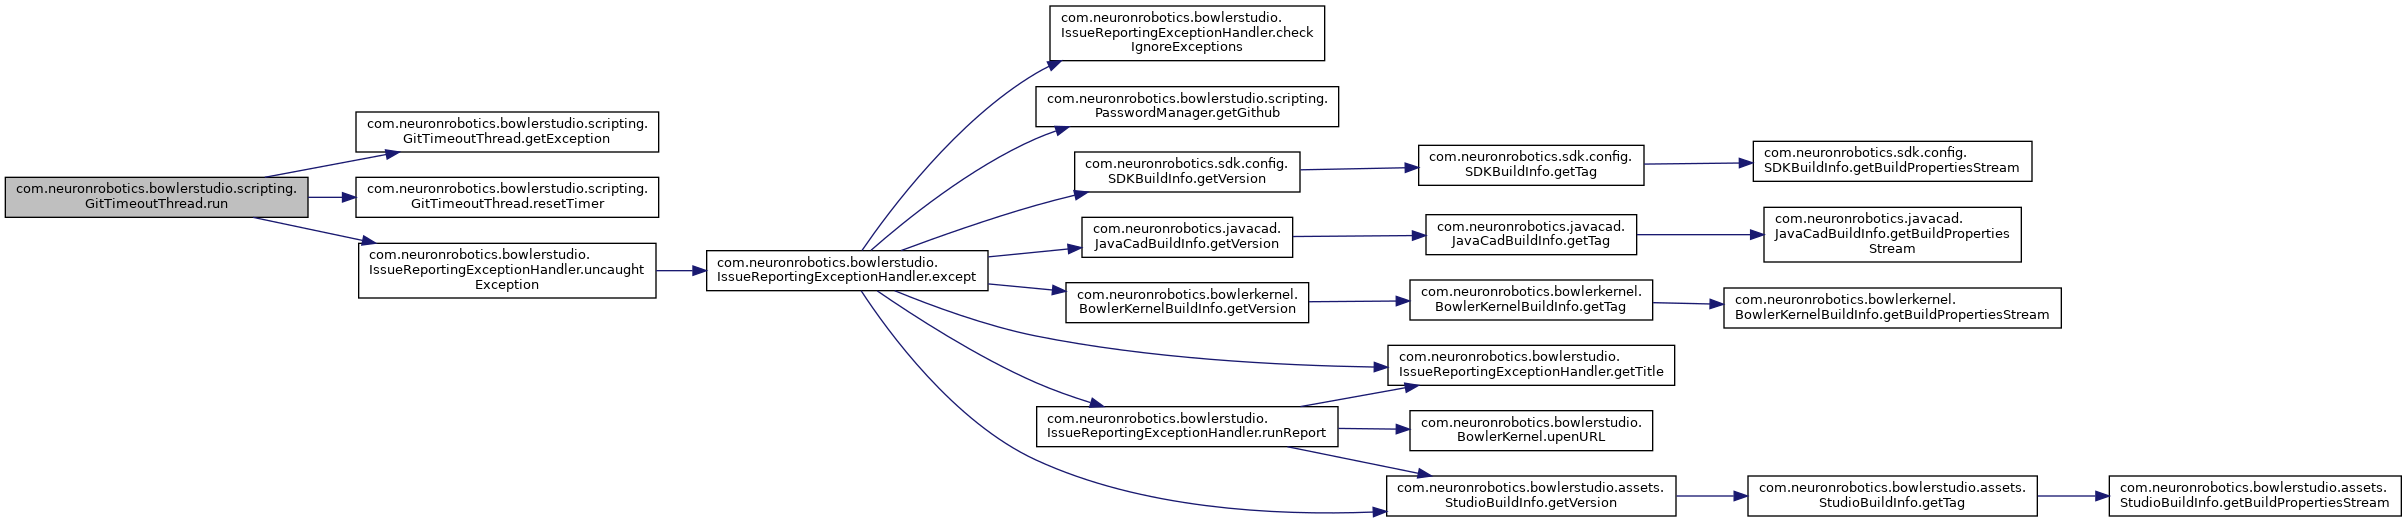 com.neuronrobotics.bowlerstudio.scripting.
GitTimeoutThread.run
com.neuronrobotics.bowlerstudio.scripting.
GitTimeoutThread.getException
com.neuronrobotics.bowlerstudio.scripting.
GitTimeoutThread.resetTimer
com.neuronrobotics.bowlerstudio.
IssueReportingExceptionHandler.uncaught
Exception
com.neuronrobotics.bowlerstudio.
IssueReportingExceptionHandler.except
com.neuronrobotics.bowlerstudio.
IssueReportingExceptionHandler.check
IgnoreExceptions
com.neuronrobotics.bowlerstudio.scripting.
PasswordManager.getGithub
com.neuronrobotics.sdk.config.
SDKBuildInfo.getVersion
com.neuronrobotics.sdk.config.
SDKBuildInfo.getTag
com.neuronrobotics.sdk.config.
SDKBuildInfo.getBuildPropertiesStream
com.neuronrobotics.javacad.
JavaCadBuildInfo.getVersion
com.neuronrobotics.javacad.
JavaCadBuildInfo.getTag
com.neuronrobotics.javacad.
JavaCadBuildInfo.getBuildProperties
Stream
com.neuronrobotics.bowlerkernel.
BowlerKernelBuildInfo.getVersion
com.neuronrobotics.bowlerkernel.
BowlerKernelBuildInfo.getTag
com.neuronrobotics.bowlerkernel.
BowlerKernelBuildInfo.getBuildPropertiesStream
com.neuronrobotics.bowlerstudio.
IssueReportingExceptionHandler.getTitle
com.neuronrobotics.bowlerstudio.
IssueReportingExceptionHandler.runReport
com.neuronrobotics.bowlerstudio.
BowlerKernel.upenURL
com.neuronrobotics.bowlerstudio.assets.
StudioBuildInfo.getVersion
com.neuronrobotics.bowlerstudio.assets.
StudioBuildInfo.getTag
com.neuronrobotics.bowlerstudio.assets.
StudioBuildInfo.getBuildPropertiesStream